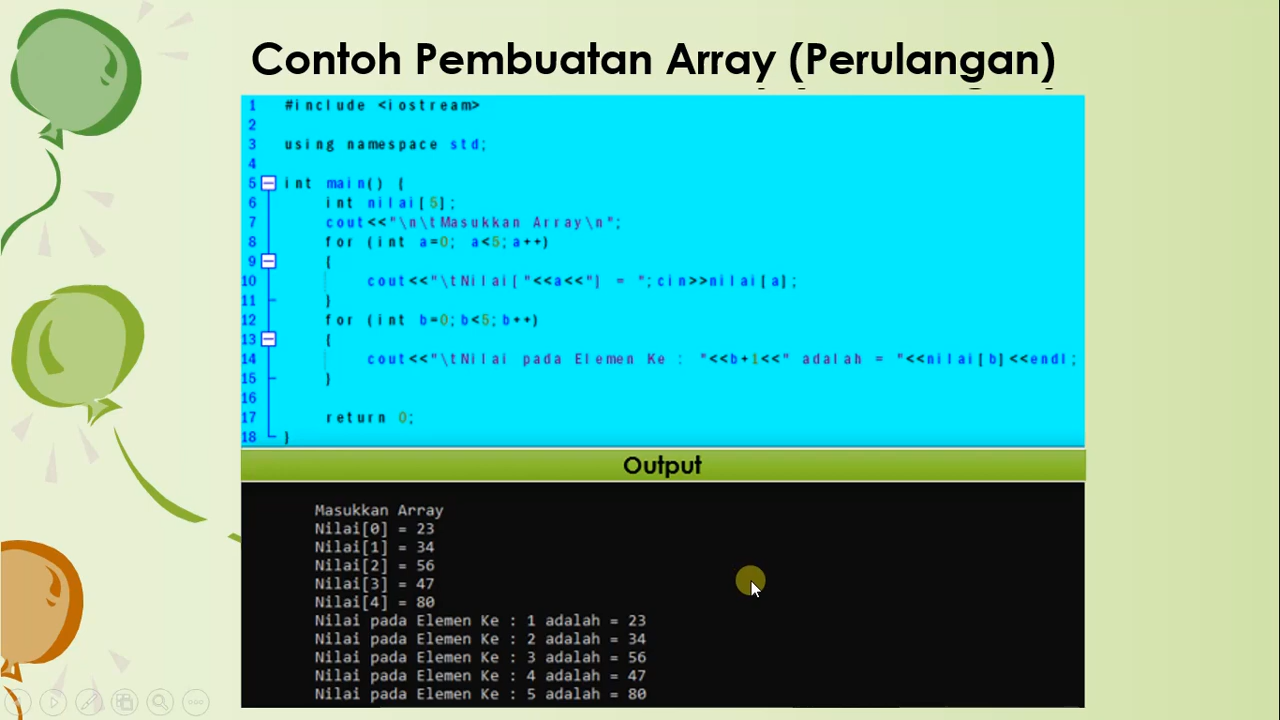 Contoh Pembuatan Array (Perulangan)
1 #include <iostream>
2
3 using namespace std;
4
5 int main() {
6 int nilai[5];
7 cout<<"\n\tMasukkan Array\n";
8 for (int a=0; a<5;a++)
9 {
10 cout<<"\tNilai["<<a<<"] = ";cin>>nilai[a];
11 }
12 for (int b=0;b<5;b++)
13 {
14 cout<<"\tNilai pada Elemen Ke : "<<b+1<<" adalah = "<<nilai[b]<<endl;
15 }
16
17 return 0;
18 }
Output
Masukkan Array
Nilai[0] = 23
Nilai[1] = 34
Nilai[2] = 56
Nilai[3] = 47
Nilai[4] = 80
Nilai pada Elemen Ke : 1 adalah = 23
Nilai pada Elemen Ke : 2 adalah = 34
Nilai pada Elemen Ke : 3 adalah = 56
Nilai pada Elemen Ke : 4 adalah = 47
Nilai pada Elemen Ke : 5 adalah = 80